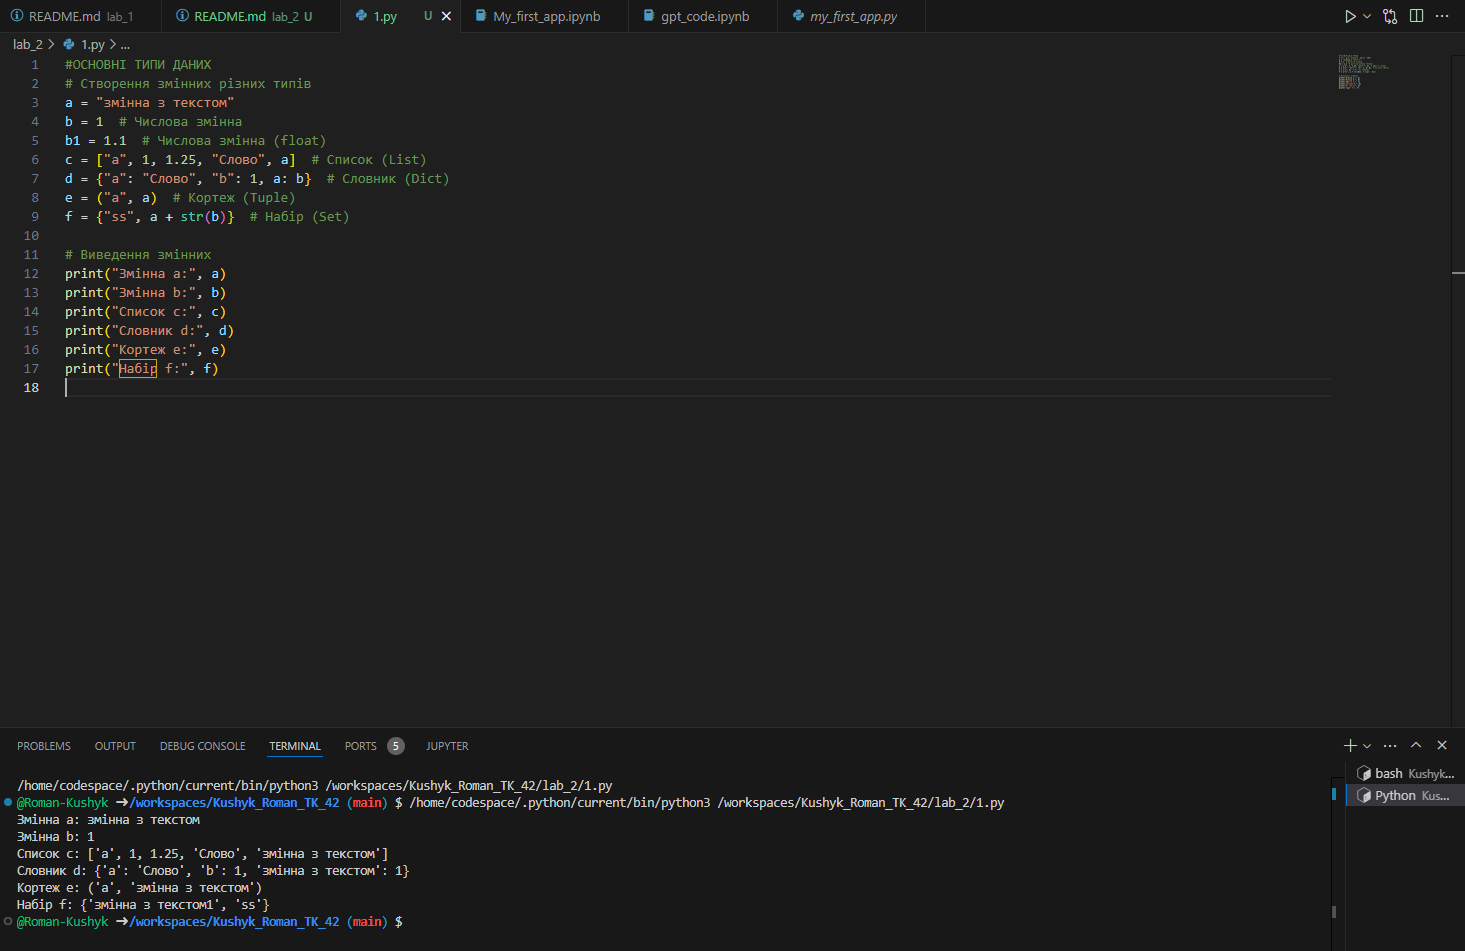 README.md lab_1
README.md lab_2 U
1.py U
My_first_app.ipynb
gpt_code.ipynb
my_first_app.py
lab_2 > 1.py > ...
1 #ОСНОВНІ ТИПИ ДАНИХ
2 # Створення змінних різних типів
3 a = "змінна з текстом"
4 b = 1  # Числова змінна
5 b1 = 1.1  # Числова змінна (float)
6 c = ["a", 1, 1.25, "Слово", a]  # Список (List)
7 d = {"a": "Слово", "b": 1, a: b}  # Словник (Dict)
8 e = ("a", a)  # Кортеж (Tuple)
9 f = {"ss", a + str(b)}  # Набір (Set)
10
11 # Виведення змінних
12 print("Змінна a:", a)
13 print("Змінна b:", b)
14 print("Список c:", c)
15 print("Словник d:", d)
16 print("Кортеж e:", e)
17 print("Набір f:", f)
18
PROBLEMS OUTPUT DEBUG CONSOLE TERMINAL PORTS 5 JUPYTER
/home/codespace/.python/current/bin/python3 /workspaces/Kushyk_Roman_TK_42/lab_2/1.py
@Roman-Kushyk ➜/workspaces/Kushyk_Roman_TK_42 (main) $ /home/codespace/.python/current/bin/python3 /workspaces/Kushyk_Roman_TK_42/lab_2/1.py
Змінна a: змінна з текстом
Змінна b: 1
Список c: ['a', 1, 1.25, 'Слово', 'змінна з текстом']
Словник d: {'a': 'Слово', 'b': 1, 'змінна з текстом': 1}
Кортеж e: ('a', 'змінна з текстом')
Набір f: {'змінна з текстом1', 'ss'}
@Roman-Kushyk ➜/workspaces/Kushyk_Roman_TK_42 (main) $
bash Kushyk...
Python Kus...